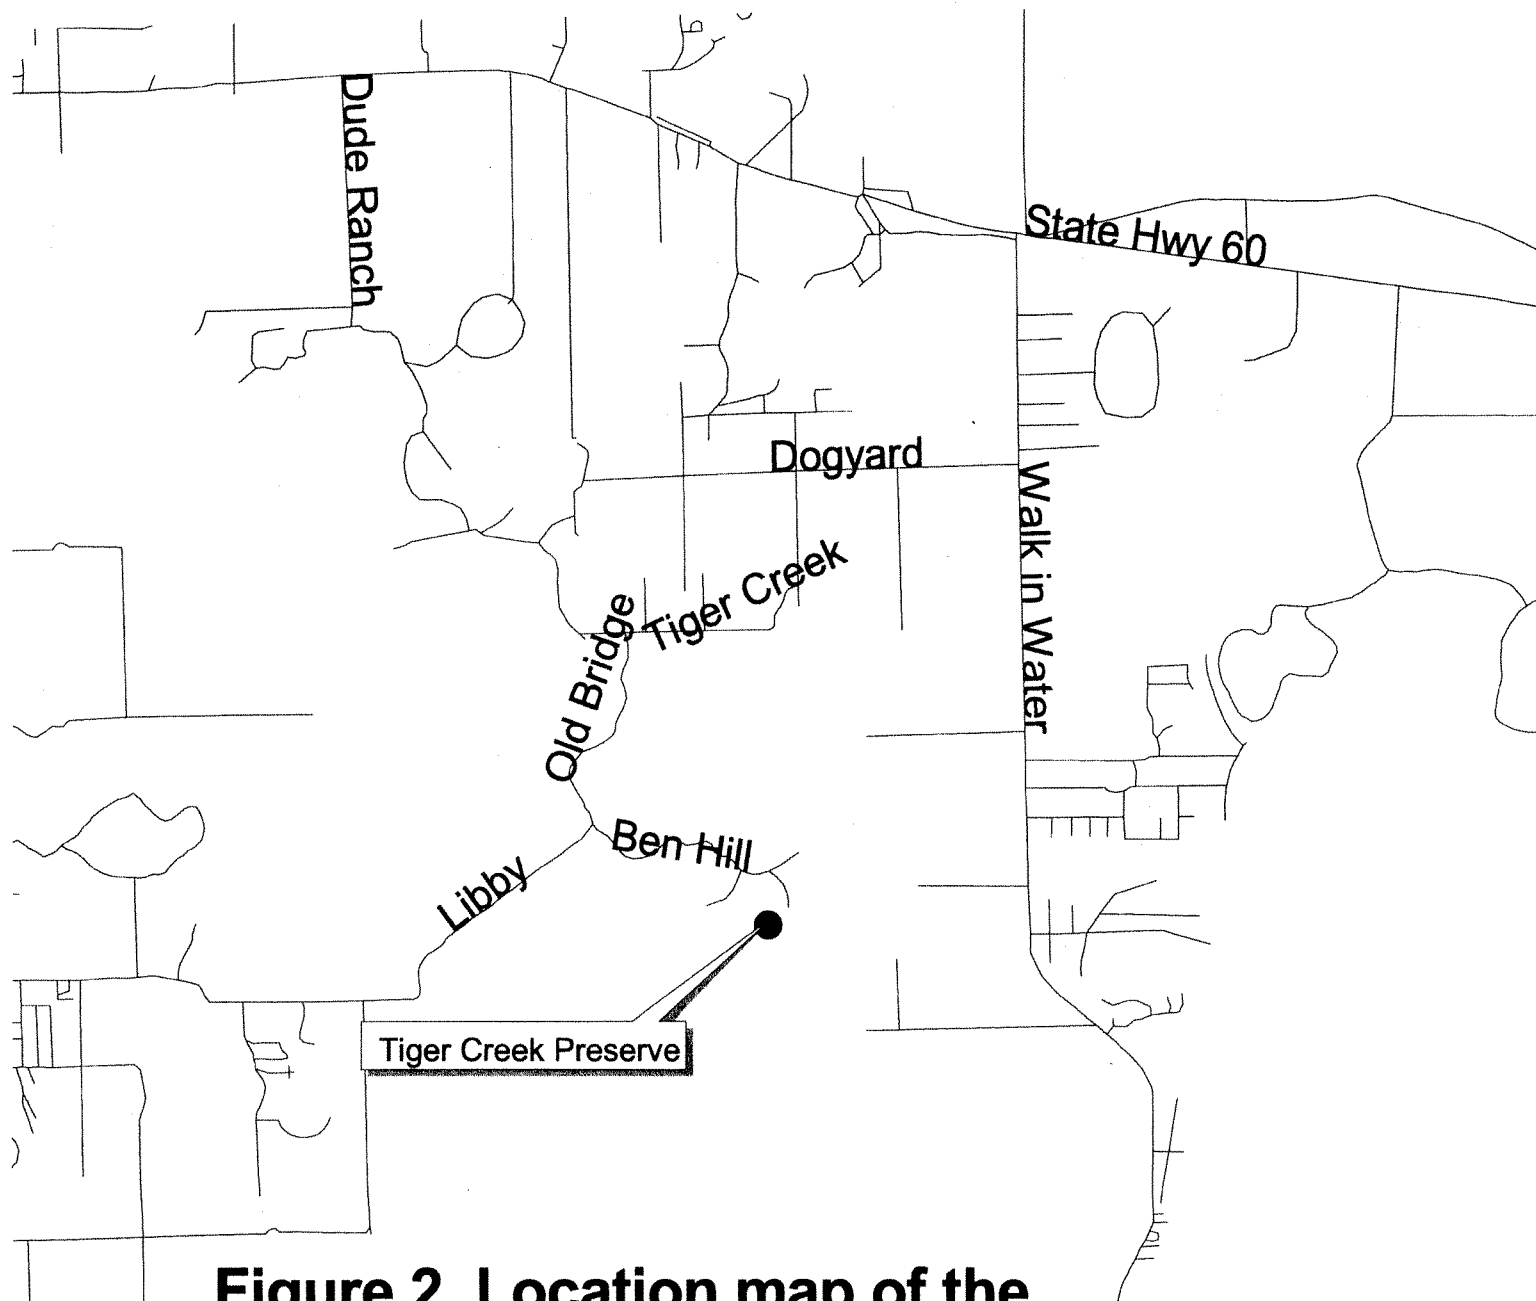 Dude Ranch
State Hwy 60
Dogyard
Walk in Water
Tiger Creek
Old Bridge
Ben Hill
Libby
Tiger Creek Preserve
Figure 2. Location map of the